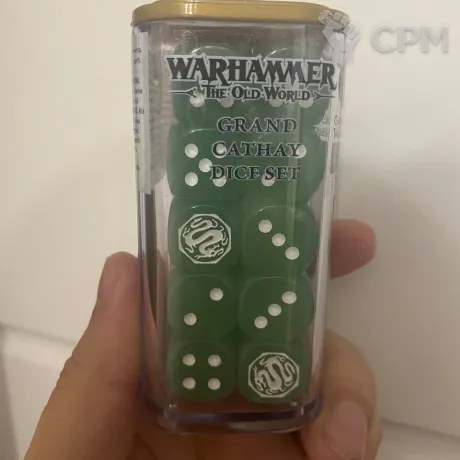 CPM
WARHAMMER
THE OLD WORLD
GRAND
CATHAY
DICE SET